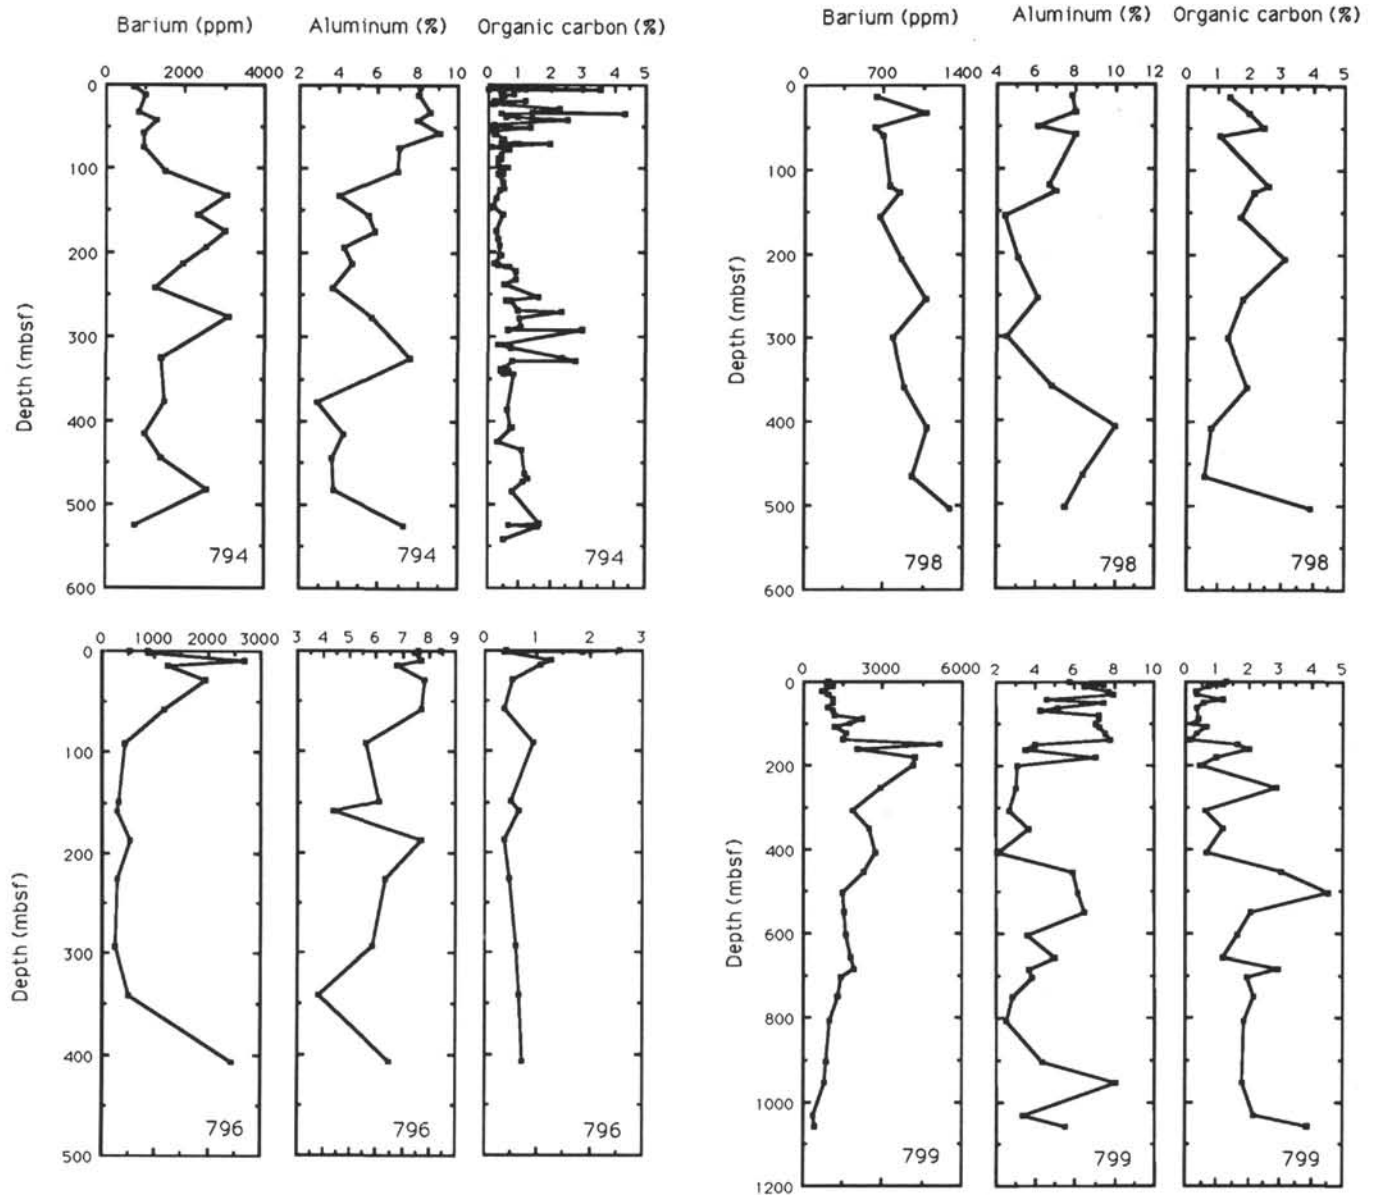 Barium (ppm) Aluminum (%) Organic carbon (%)
0 2000 4000 2 4 6 8 10 0 1 2 3 4 5
0
100
200
300
400
500
600
Depth (mbsf)
794 794 794
0 1000 2000 3000 3 4 5 6 7 8 9 0 1 2 3
0
100
200
300
400
500
Depth (mbsf)
796 796 796
Barium (ppm) Aluminum (%) Organic carbon (%)
0 700 1400 4 6 8 10 12 0 1 2 3 4 5
0
100
200
300
400
500
600
Depth (mbsf)
798 798 798
0 3000 6000 2 4 6 8 10 0 1 2 3 4 5
0
200
400
600
800
1000
1200
Depth (mbsf)
799 799 799